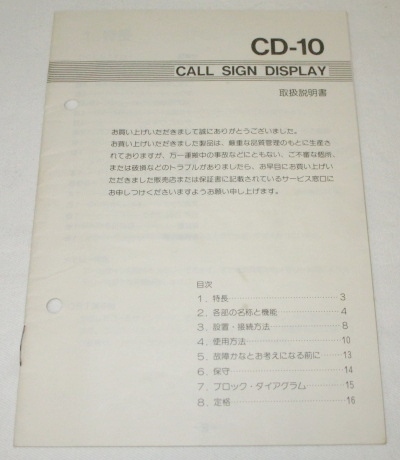 CD-10
CALL SIGN DISPLAY
取扱説明書
お買い上げいただきまして誠にありがとうございました。
お買い上げいただきました製品は、厳重な品質管理のもとに生産さ
れておりますが、万一運搬中の事故などにともない、ご不審な箇所、
または破損などのトラブルがありましたら、お早目にお買い上げい
ただきました販売店または保証書に記載されているサービス窓口に
お申しつけくださいますようお願い申し上げます。
目次
1. 特長 3
2. 各部の名称と機能 4
3. 設置・接続方法 8
4. 使用方法 10
5. 故障かなとお考えになる前に 13
6. 保守 14
7. ブロック・ダイアグラム 15
8. 定格 16